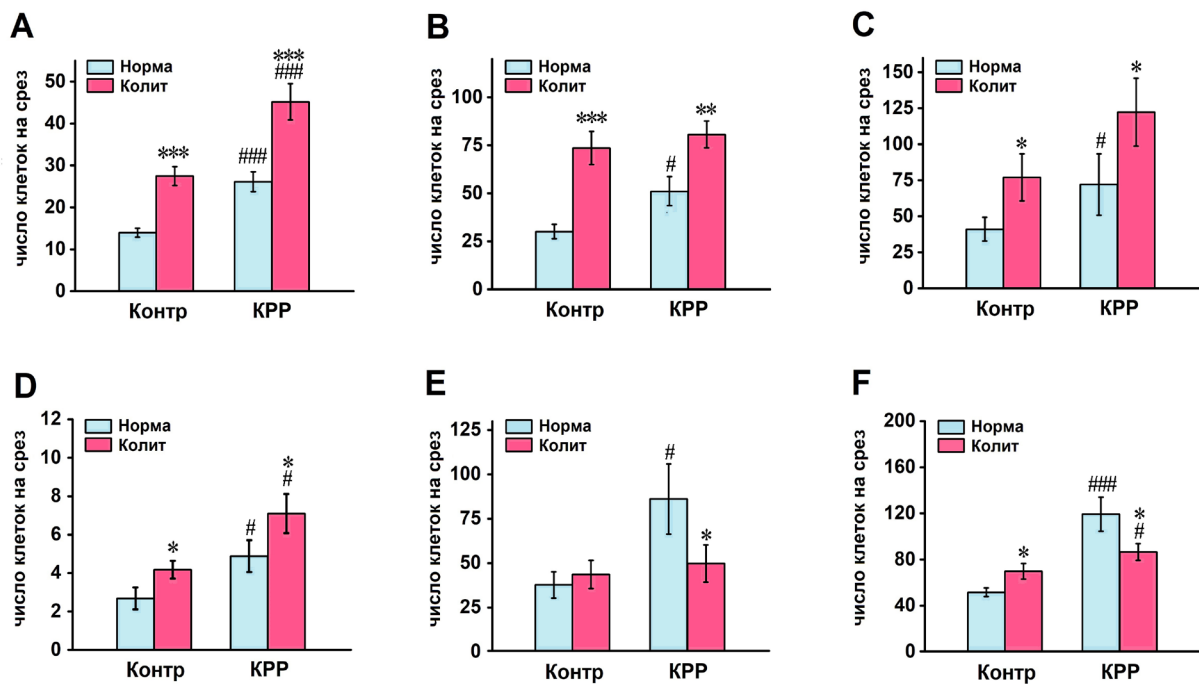 A
число клеток на срез
Норма
Колит
50
40
30
20
10
0
***
###
***
###
Контр
КРР
B
число клеток на срез
Норма
Колит
100
75
50
25
0
***
#
**
Контр
КРР
C
число клеток на срез
Норма
Колит
150
125
100
75
50
25
0
*
#
*
Контр
КРР
D
число клеток на срез
Норма
Колит
12
10
8
6
4
2
0
*
#
*
#
Контр
КРР
E
число клеток на срез
Норма
Колит
125
100
75
50
25
0
#
*
Контр
КРР
F
число клеток на срез
Норма
Колит
200
160
120
80
40
0
*
###
*
#
Контр
КРР